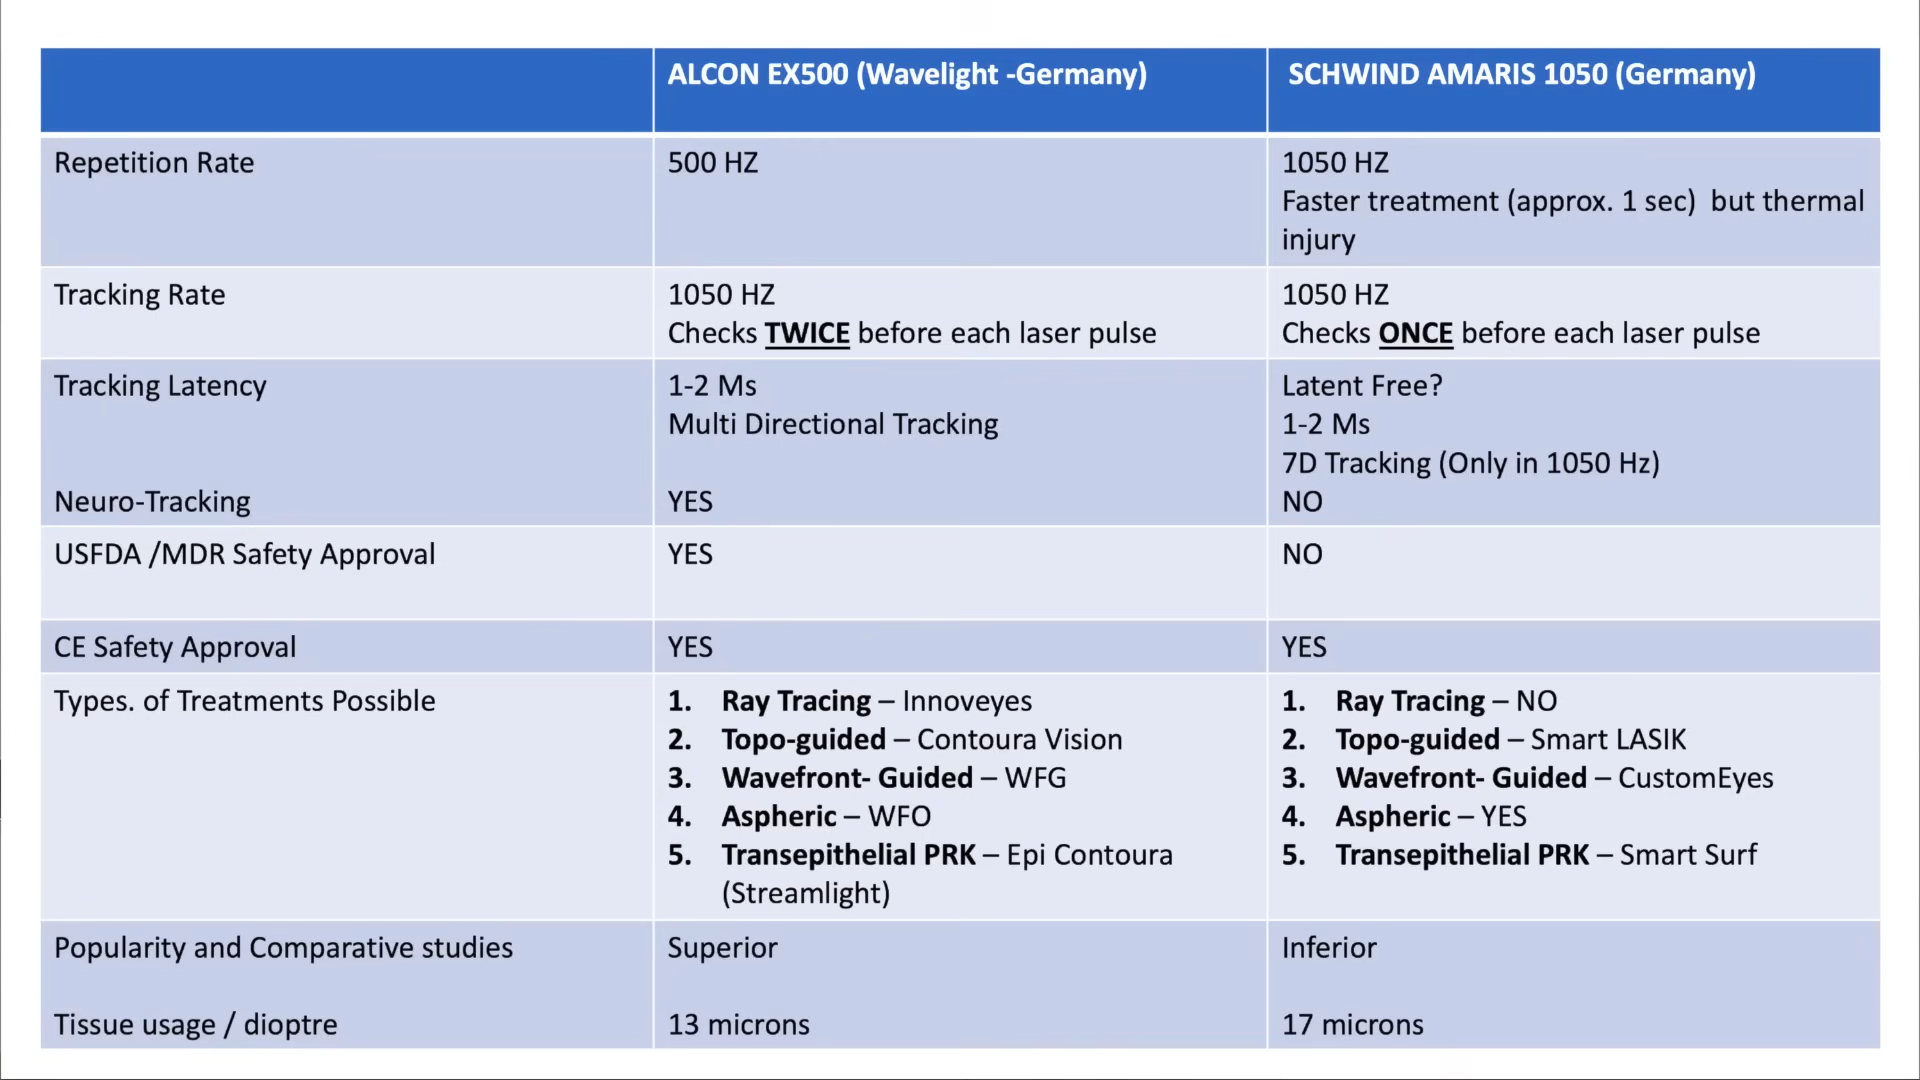 ALCON EX500 (Wavelight -Germany)
SCHWIND AMARIS 1050 (Germany)
Repetition Rate
500 HZ
1050 HZ
Faster treatment (approx. 1 sec)  but thermal
injury
Tracking Rate
1050 HZ
Checks TWICE before each laser pulse
1050 HZ
Checks ONCE before each laser pulse
Tracking Latency
1-2 Ms
Multi Directional Tracking
Latent Free?
1-2 Ms
7D Tracking (Only in 1050 Hz)
Neuro-Tracking
YES
NO
USFDA /MDR Safety Approval
YES
NO
CE Safety Approval
YES
YES
Types. of Treatments Possible
1. Ray Tracing – Innoveyes
2. Topo-guided – Contoura Vision
3. Wavefront- Guided – WFG
4. Aspheric – WFO
5. Transepithelial PRK – Epi Contoura
(Streamlight)
1. Ray Tracing – NO
2. Topo-guided – Smart LASIK
3. Wavefront- Guided – CustomEyes
4. Aspheric – YES
5. Transepithelial PRK – Smart Surf
Popularity and Comparative studies
Superior
Inferior
Tissue usage / dioptre
13 microns
17 microns